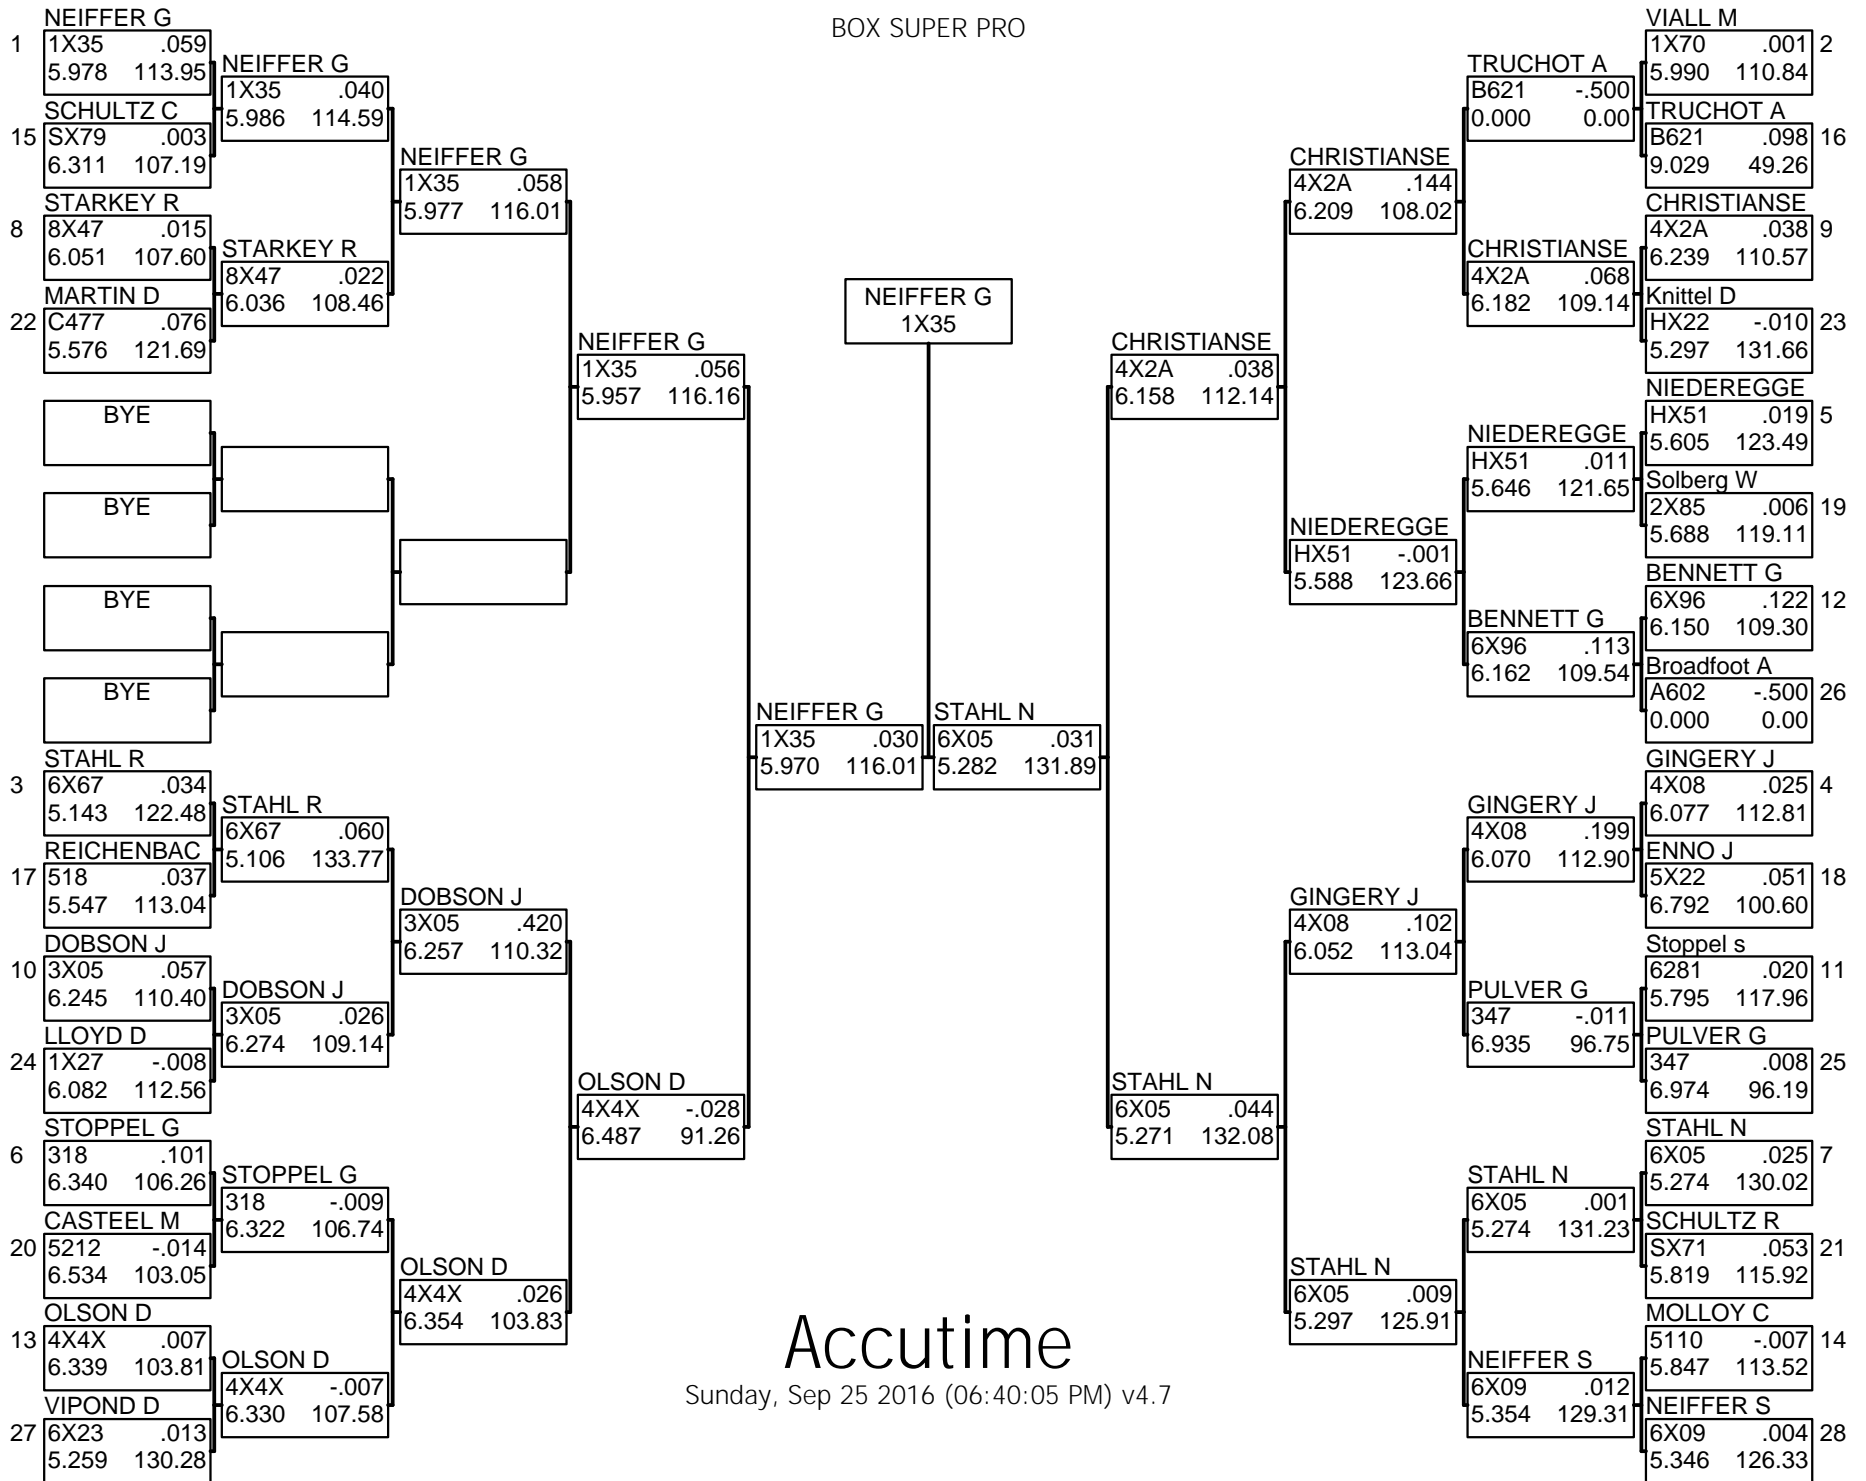 BOX SUPER PRO
NEIFFER G
1 1X35 .059
5.978 113.95
SCHULTZ C
15 SX79 .003
6.311 107.19
STARKEY R
8 8X47 .015
6.051 107.60
MARTIN D
22 C477 .076
5.576 121.69
BYE
BYE
BYE
BYE
STAHL R
3 6X67 .034
5.143 122.48
REICHENBAC
17 518 .037
5.547 113.04
DOBSON J
10 3X05 .057
6.245 110.40
LLOYD D
24 1X27 -.008
6.082 112.56
STOPPEL G
6 318 .101
6.340 106.26
CASTEEL M
20 5212 -.014
6.534 103.05
OLSON D
13 4X4X .007
6.339 103.81
VIPOND D
27 6X23 .013
5.259 130.28
NEIFFER G
1X35 .040
5.986 114.59
STARKEY R
8X47 .022
6.036 108.46
STAHL R
6X67 .060
5.106 133.77
DOBSON J
3X05 .026
6.274 109.14
STOPPEL G
318 -.009
6.322 106.74
OLSON D
4X4X -.007
6.330 107.58
NEIFFER G
1X35 .058
5.977 116.01
DOBSON J
3X05 .420
6.257 110.32
OLSON D
4X4X .026
6.354 103.83
NEIFFER G
1X35 .056
5.957 116.16
OLSON D
4X4X -.028
6.487 91.26
NEIFFER G
1X35 .030
5.970 116.01
NEIFFER G
1X35
STAHL N
6X05 .031
5.282 131.89
CHRISTIANSE
4X2A .038
6.158 112.14
STAHL N
6X05 .044
5.271 132.08
CHRISTIANSE
4X2A .144
6.209 108.02
NIEDEREGGE
HX51 -.001
5.588 123.66
GINGERY J
4X08 .102
6.052 113.04
STAHL N
6X05 .009
5.297 125.91
TRUCHOT A
B621 -.500
0.000 0.00
CHRISTIANSE
4X2A .068
6.182 109.14
NIEDEREGGE
HX51 .011
5.646 121.65
BENNETT G
6X96 .113
6.162 109.54
GINGERY J
4X08 .199
6.070 112.90
PULVER G
347 -.011
6.935 96.75
STAHL N
6X05 .001
5.274 131.23
NEIFFER S
6X09 .012
5.354 129.31
VIALL M
1X70 .001 2
5.990 110.84
TRUCHOT A
B621 .098 16
9.029 49.26
CHRISTIANSE
4X2A .038 9
6.239 110.57
Knittel D
HX22 -.010 23
5.297 131.66
NIEDEREGGE
HX51 .019 5
5.605 123.49
Solberg W
2X85 .006 19
5.688 119.11
BENNETT G
6X96 .122 12
6.150 109.30
Broadfoot A
A602 -.500 26
0.000 0.00
GINGERY J
4X08 .025 4
6.077 112.81
ENNO J
5X22 .051 18
6.792 100.60
Stoppel s
6281 .020 11
5.795 117.96
PULVER G
347 .008 25
6.974 96.19
STAHL N
6X05 .025 7
5.274 130.02
SCHULTZ R
SX71 .053 21
5.819 115.92
MOLLOY C
5110 -.007 14
5.847 113.52
NEIFFER S
6X09 .004 28
5.346 126.33
Accutime
Sunday, Sep 25 2016 (06:40:05 PM) v4.7